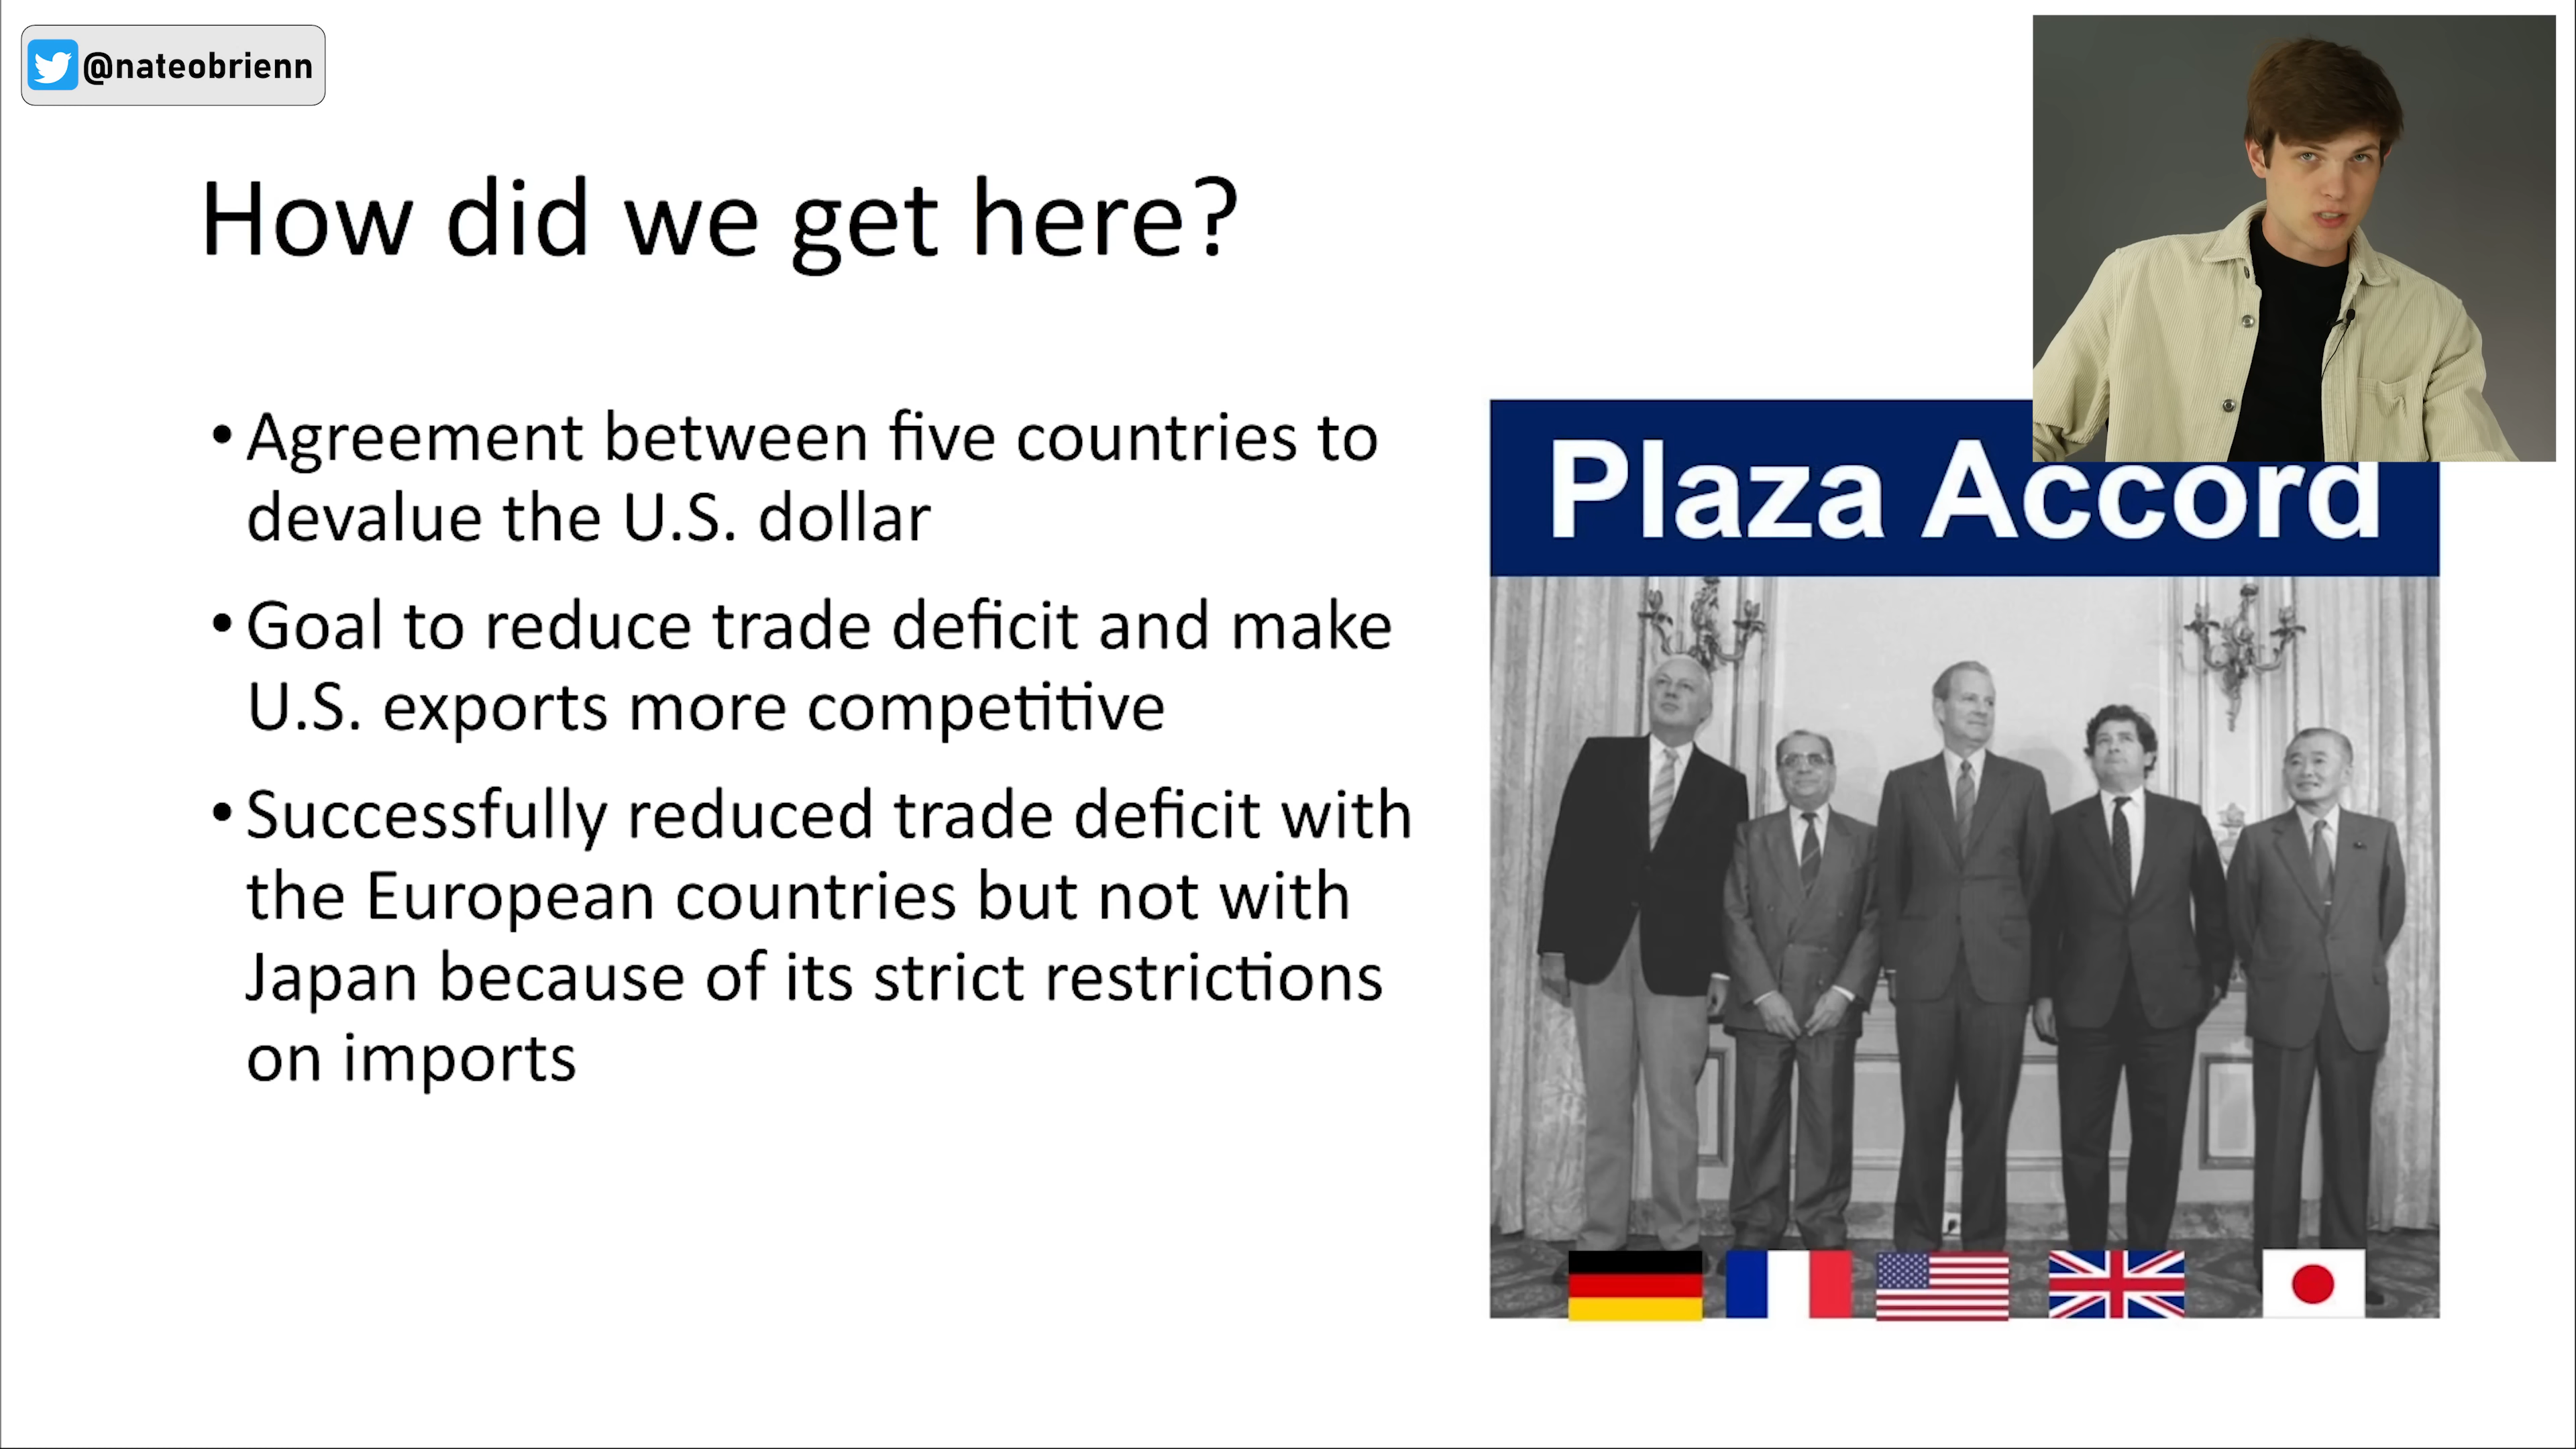 @nateobrienn
How did we get here?
• Agreement between five countries to
devalue the U.S. dollar
• Goal to reduce trade deficit and make
U.S. exports more competitive
• Successfully reduced trade deficit with
the European countries but not with
Japan because of its strict restrictions
on imports
Plaza Accord